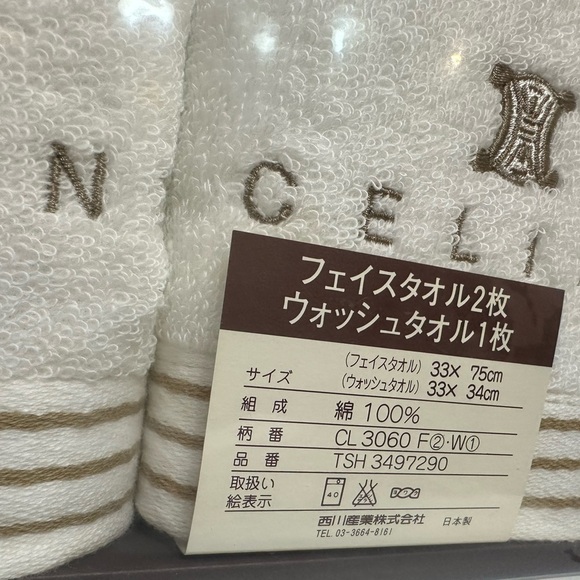 N
CELI
フェイスタオル2枚
ウォッシュタオル1枚
サイズ (フェイスタオル) 33× 75cm
(ウォッシュタオル) 33× 34cm
組成 綿 100%
柄番 CL 3060 F②·W①
品番 TSH 3497290
取扱い
絵表示 40
西川産業株式会社 日本製
TEL. 03-3664-8161